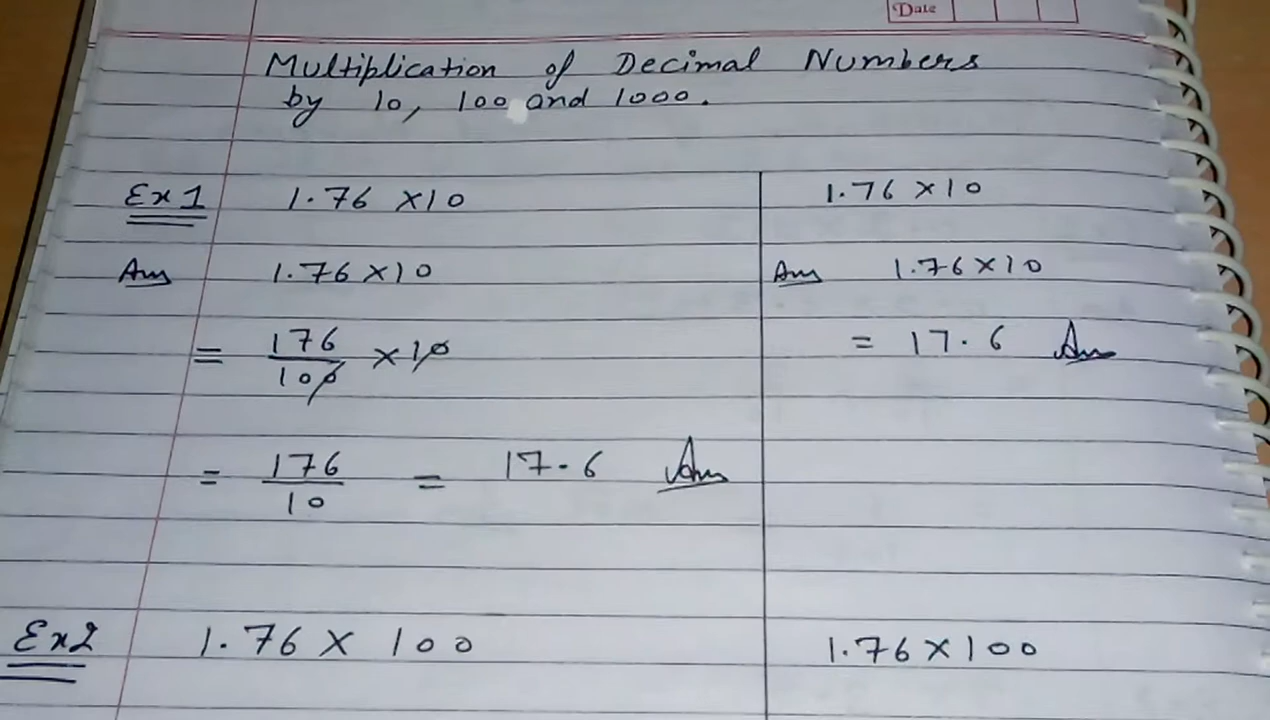 Date
Multiplication of Decimal Numbers
by 10, 100 and 1000.
Ex 1 1.76 × 10
Ans 1.76 × 10
= 176/100 × 10
= 176/10 = 17.6 Ans
1.76 × 10
Ans 1.76 × 10
= 17.6 Ans
Ex 2 1.76 × 100
1.76 × 100